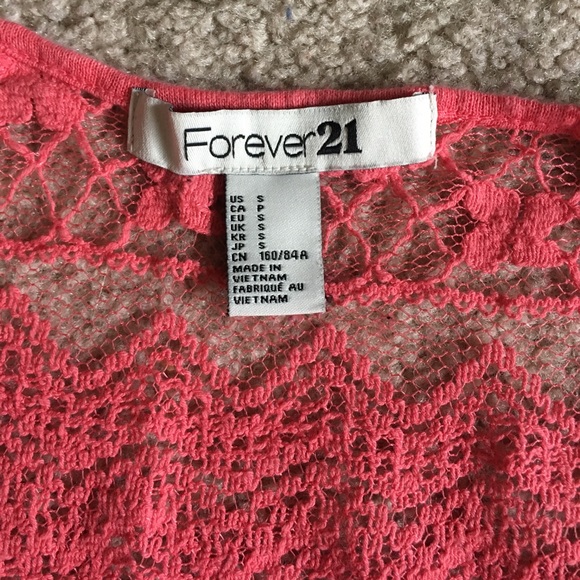 Forever21
US S
CA P
EU S
UK S
KR S
JP S
CN 160/84A
MADE IN
VIETNAM
FABRIQUÉ AU
VIETNAM